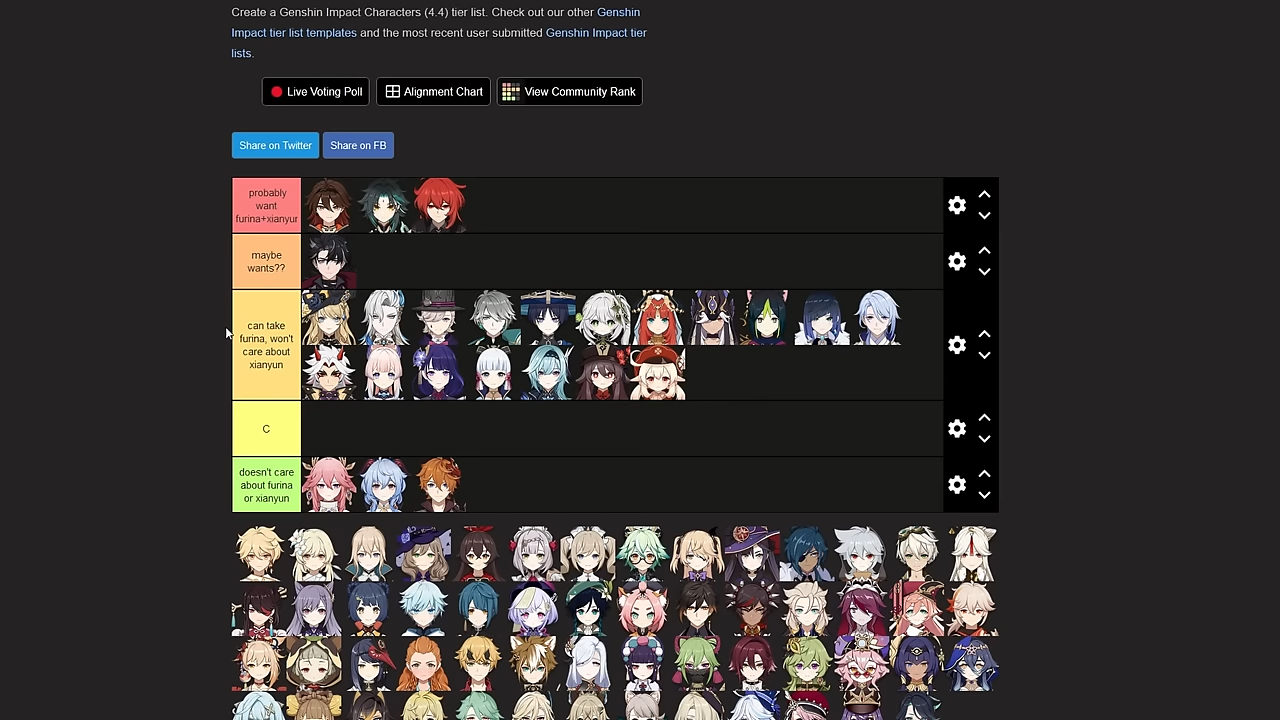 Create a Genshin Impact Characters (4.4) tier list. Check out our other Genshin
Impact tier list templates and the most recent user submitted Genshin Impact tier
lists.
Live Voting Poll
Alignment Chart
View Community Rank
Share on Twitter
Share on FB
probably
want
furina+xianyur
maybe
wants??
can take
furina, won't
care about
xianyun
C
doesn't care
about furina
or xianyun